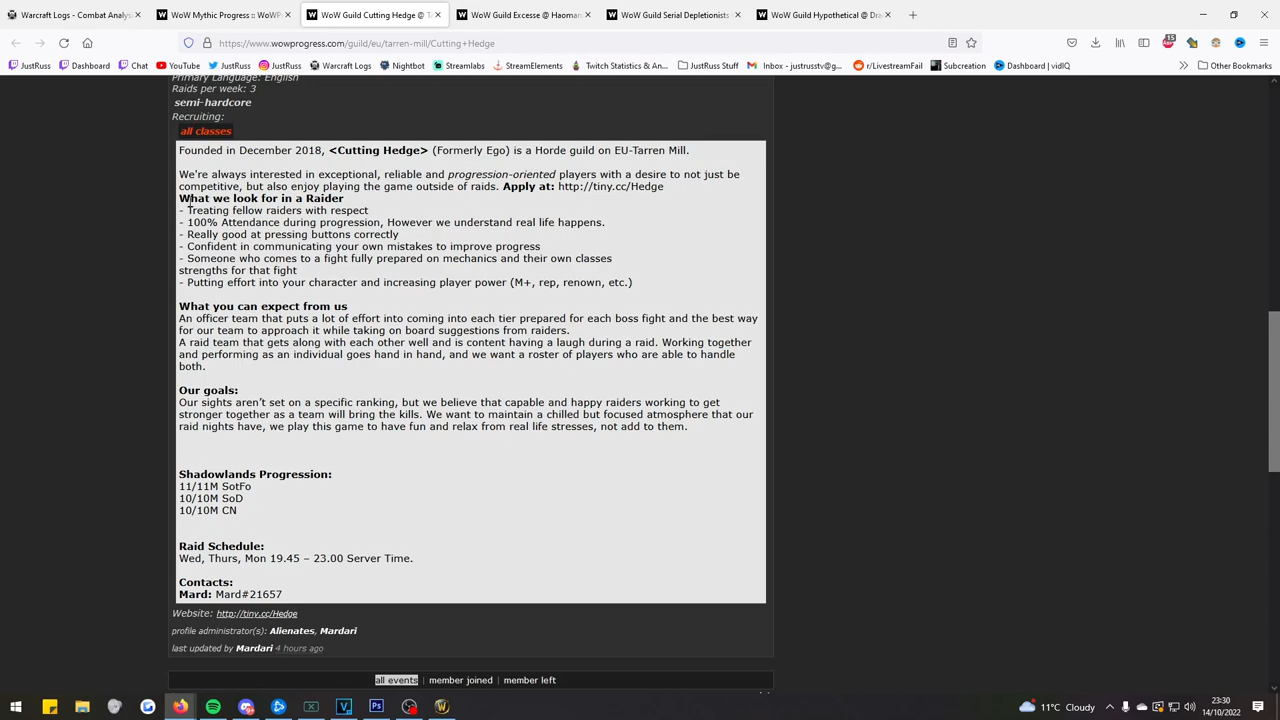 Warcraft Logs - Combat Analys
WoW Mythic Progress :: WoWP
WoW Guild Cutting Hedge @ Ta
WoW Guild Excesse @ Haoman
WoW Guild Serial Depletionists
WoW Guild Hypothetical @ Dra
https://www.wowprogress.com/guild/eu/tarren-mill/Cutting+Hedge
15
JustRuss
Dashboard
Chat
YouTube
JustRuss
JustRuss
Warcraft Logs
Nightbot
Streamlabs
StreamElements
Twitch Statistics & An...
JustRuss Stuff
Inbox: justrusstv@g...
Dashboard | vidIQ
r/LivestreamFail
Subcreation
Other Bookmarks
Primary Language: English
Raids per week: 3
semi-hardcore
Recruiting:
all classes
Founded in December 2018, <Cutting Hedge> (Formerly Ego) is a Horde guild on EU-Tarren Mill.
We're always interested in exceptional, reliable and progression-oriented players with a desire to not just be
competitive, but also enjoy playing the game outside of raids. Apply at: http://tiny.cc/Hedge
What we look for in a Raider
- Treating fellow raiders with respect
- 100% Attendance during progression, However we understand real life happens.
- Really good at pressing buttons correctly
- Confident in communicating your own mistakes to improve progress
- Someone who comes to a fight fully prepared on mechanics and their own classes
strengths for that fight
- Putting effort into your character and increasing player power (M+, rep, renown, etc.)
What you can expect from us
An officer team that puts a lot of effort into coming into each tier prepared for each boss fight and the best way
for our team to approach it while taking on board suggestions from raiders.
A raid team that gets along with each other well and is content having a laugh during a raid. Working together
and performing as an individual goes hand in hand, and we want a roster of players who are able to handle
both.
Our goals:
Our sights aren't set on a specific ranking, but we believe that capable and happy raiders working to get
stronger together as a team will bring the kills. We want to maintain a chilled but focused atmosphere that our
raid nights have, we play this game to have fun and relax from real life stresses, not add to them.
Shadowlands Progression:
11/11M SotFo
10/10M SoD
10/10M CN
Raid Schedule:
Wed, Thurs, Mon 19.45 – 23.00 Server Time.
Contacts:
Mard: Mard#21657
Website: http://tiny.cc/Hedge
profile administrator(s): Alienates, Mardari
last updated by Mardari 4 hours ago
all events | member joined | member left
11°C Cloudy
23:30
14/10/2022